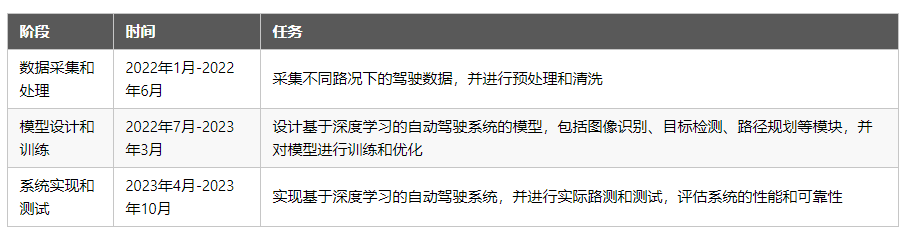 阶段 时间 任务
数据采集和 2022年1月-2022
处理 年6月 采集不同路况下的驾驶数据，并进行预处理和清洗
模型设计和 2022年7月-2023 设计基于深度学习的自动驾驶系统的模型，包括图像识别、目标检测、路径规划等模块，并
训练 年3月 对模型进行训练和优化
系统实现和 2023年4月-2023
测试 年10月 实现基于深度学习的自动驾驶系统，并进行实际路测和测试，评估系统的性能和可靠性